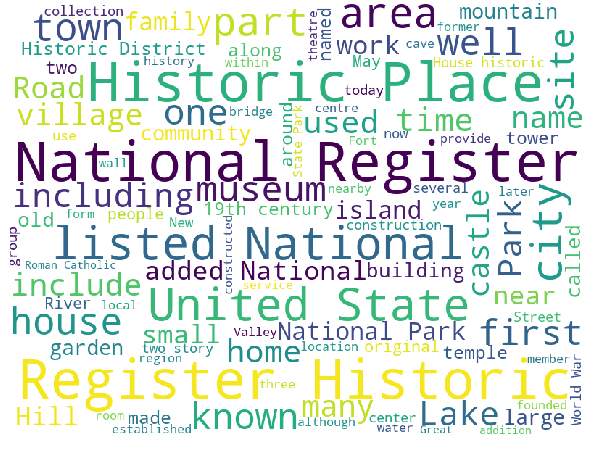 collection
town
family
part
area
named
theatre
former
mountain
Historic District
along
work
well
cave
House historic
site
two
history
within
May
Road
Historic Place
today
village
one
bridge
used
centre
time
name
community
around
State Park
Fort
now
provide
tower
use
wall
National Register
including
museum
nearby
several
later
old
form
people
19th century
island
year
city
New
construction
castle
Park
called
group
listed National
constructed
Roman Catholic
added National
building
include
service
near
River
local
United State
Street
house
small
Valley
National Park
first
garden
two story
home
location
original
temple
member
region
World War
Register Historic
three
Hill
room
made
known
many
center
Lake
large
founded
established
although
water
Great
addition